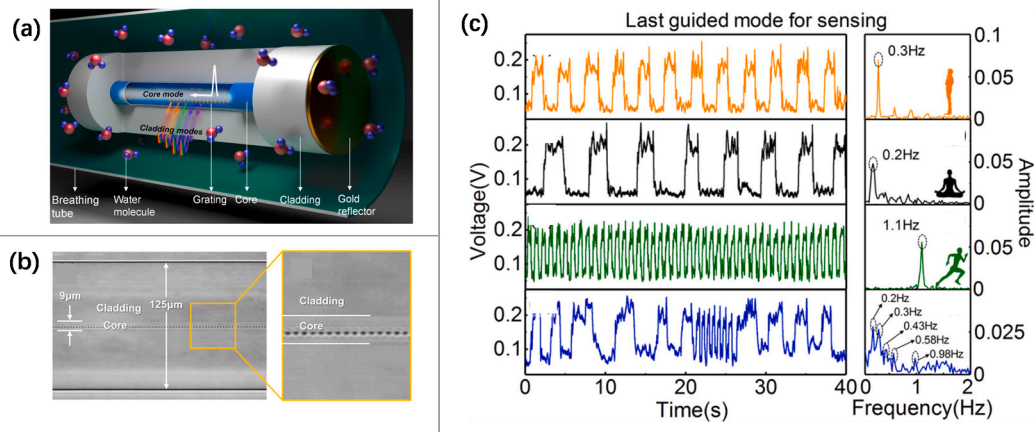 (a)
Core mode
Cladding modes
Breathing tube
Water molecule
Grating
Core
Cladding
Gold reflector
(b)
9μm
125μm
Cladding
Core
Cladding
Core
(c)
Last guided mode for sensing
Voltage(V)
0.2
0.1
0.2
0.1
0.2
0.1
0.2
0.1
0 10 20 30 40
Time(s)
0.3Hz
0.2Hz
1.1Hz
0.2Hz
0.3Hz
0.43Hz
0.58Hz
0.98Hz
0.1
0.05
0
0.05
0
0.05
0
0.025
0
Amplitude
0 1 2
Frequency(Hz)